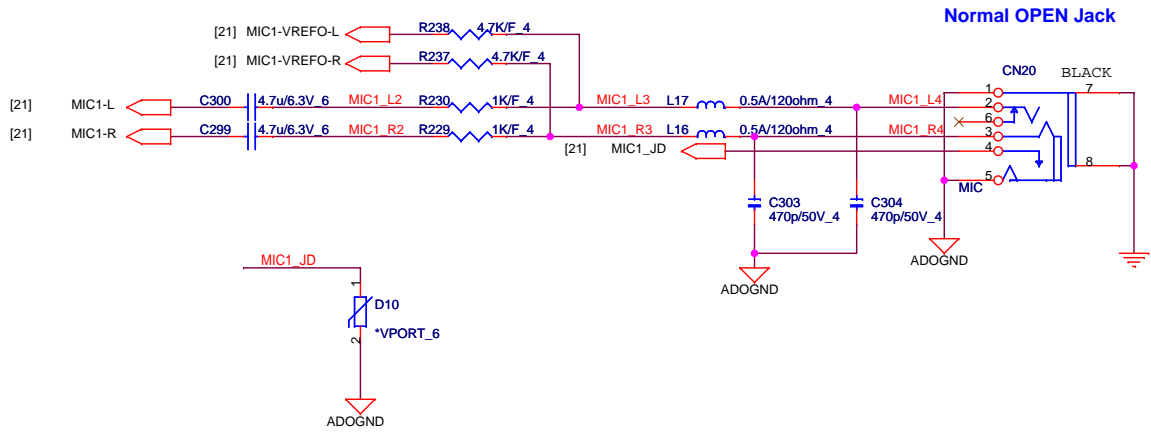 Normal OPEN Jack
[21] MIC1-VREFO-L R238 4.7K/F_4
[21] MIC1-VREFO-R R237 4.7K/F_4
CN20 BLACK
1 7
[21] MIC1-L C300 4.7u/6.3V_6 MIC1_L2 R230 1K/F_4 MIC1_L3 L17 0.5A/120ohm_4 MIC1_L4 2
6
[21] MIC1-R C299 4.7u/6.3V_6 MIC1_R2 R229 1K/F_4 MIC1_R3 L16 0.5A/120ohm_4 MIC1_R4 3
[21] MIC1_JD 4
8
5
MIC
C303
470p/50V_4
C304
470p/50V_4
ADOGND
ADOGND
MIC1_JD
1
D10
*VPORT_6
2
ADOGND